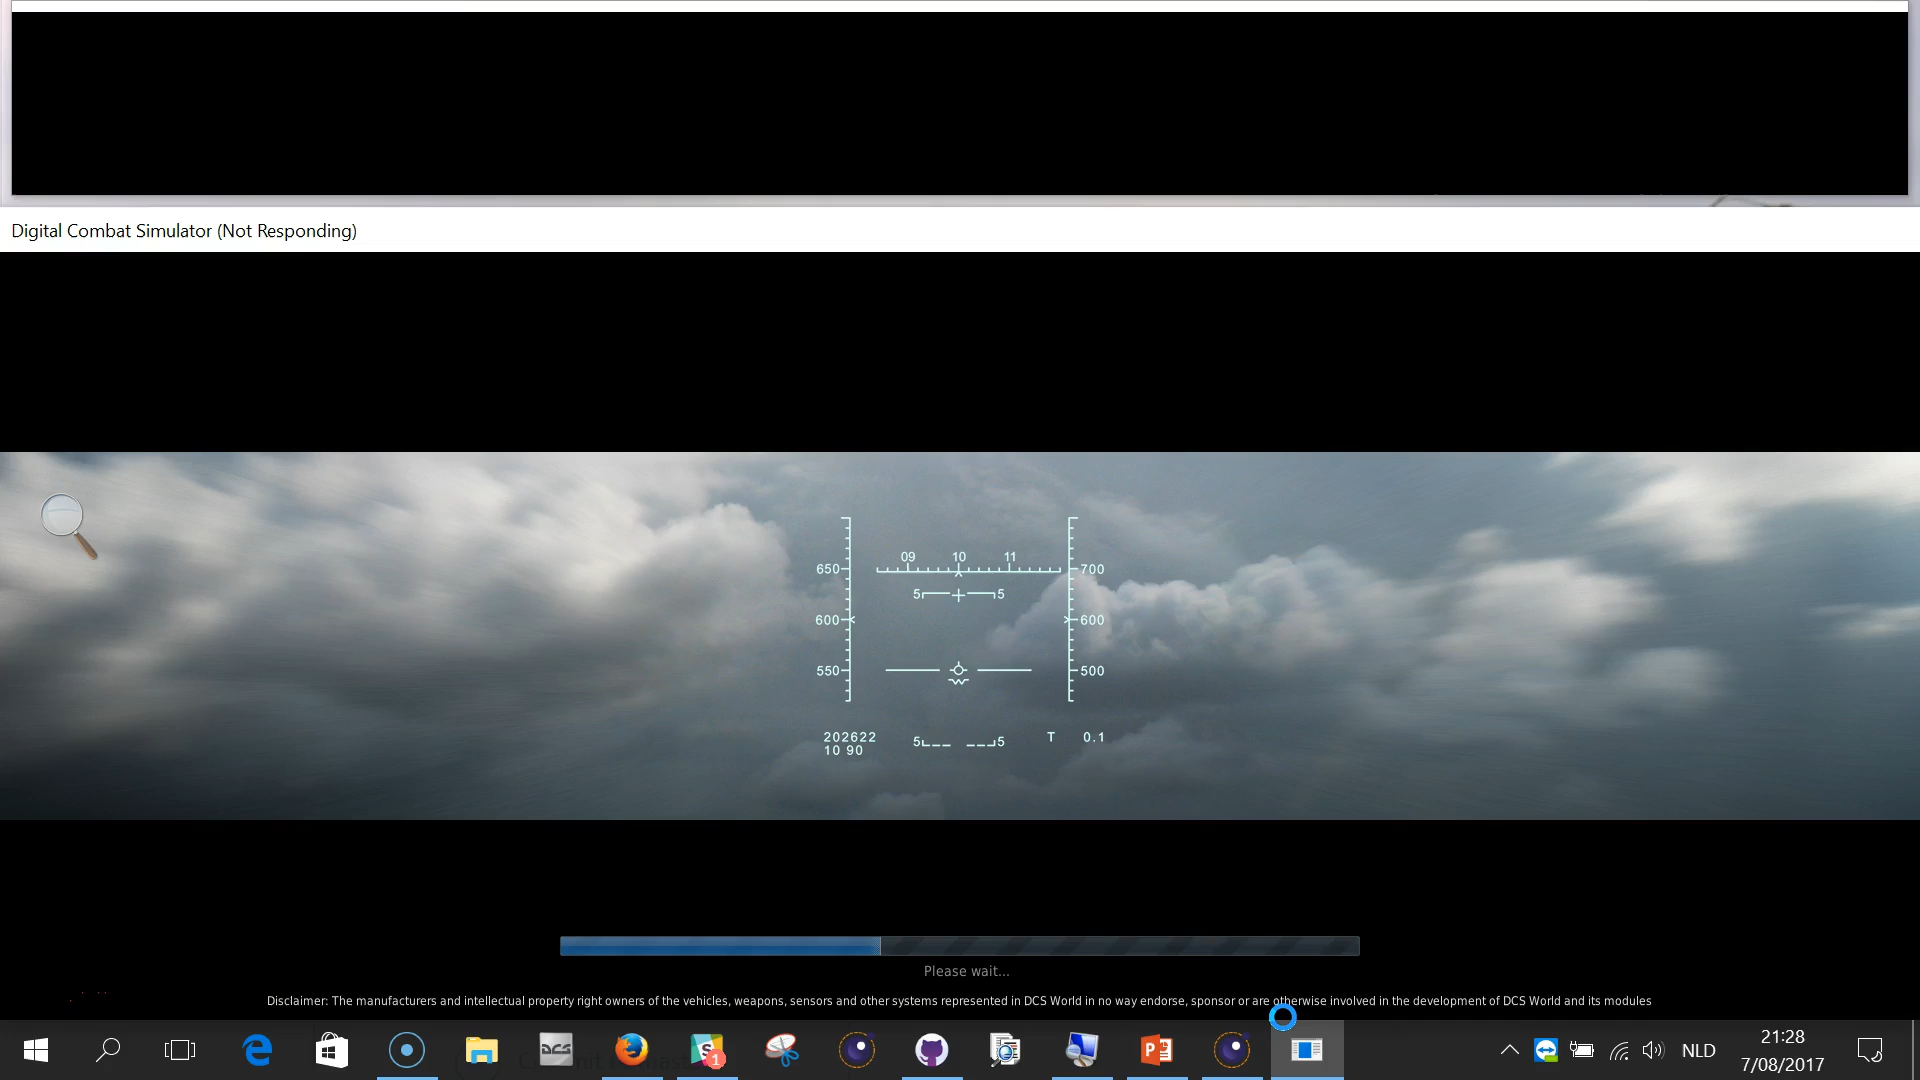 Digital Combat Simulator (Not Responding)
09 10 11
650 700
5 5
600 600
550 500
202622 5 5 T 0.1
10 90
Please wait...
Disclaimer: The manufacturers and intellectual property right owners of the vehicles, weapons, sensors and other systems represented in DCS World in no way endorse, sponsor or are otherwise involved in the development of DCS World and its modules
DCS
1
NLD
21:28
7/08/2017